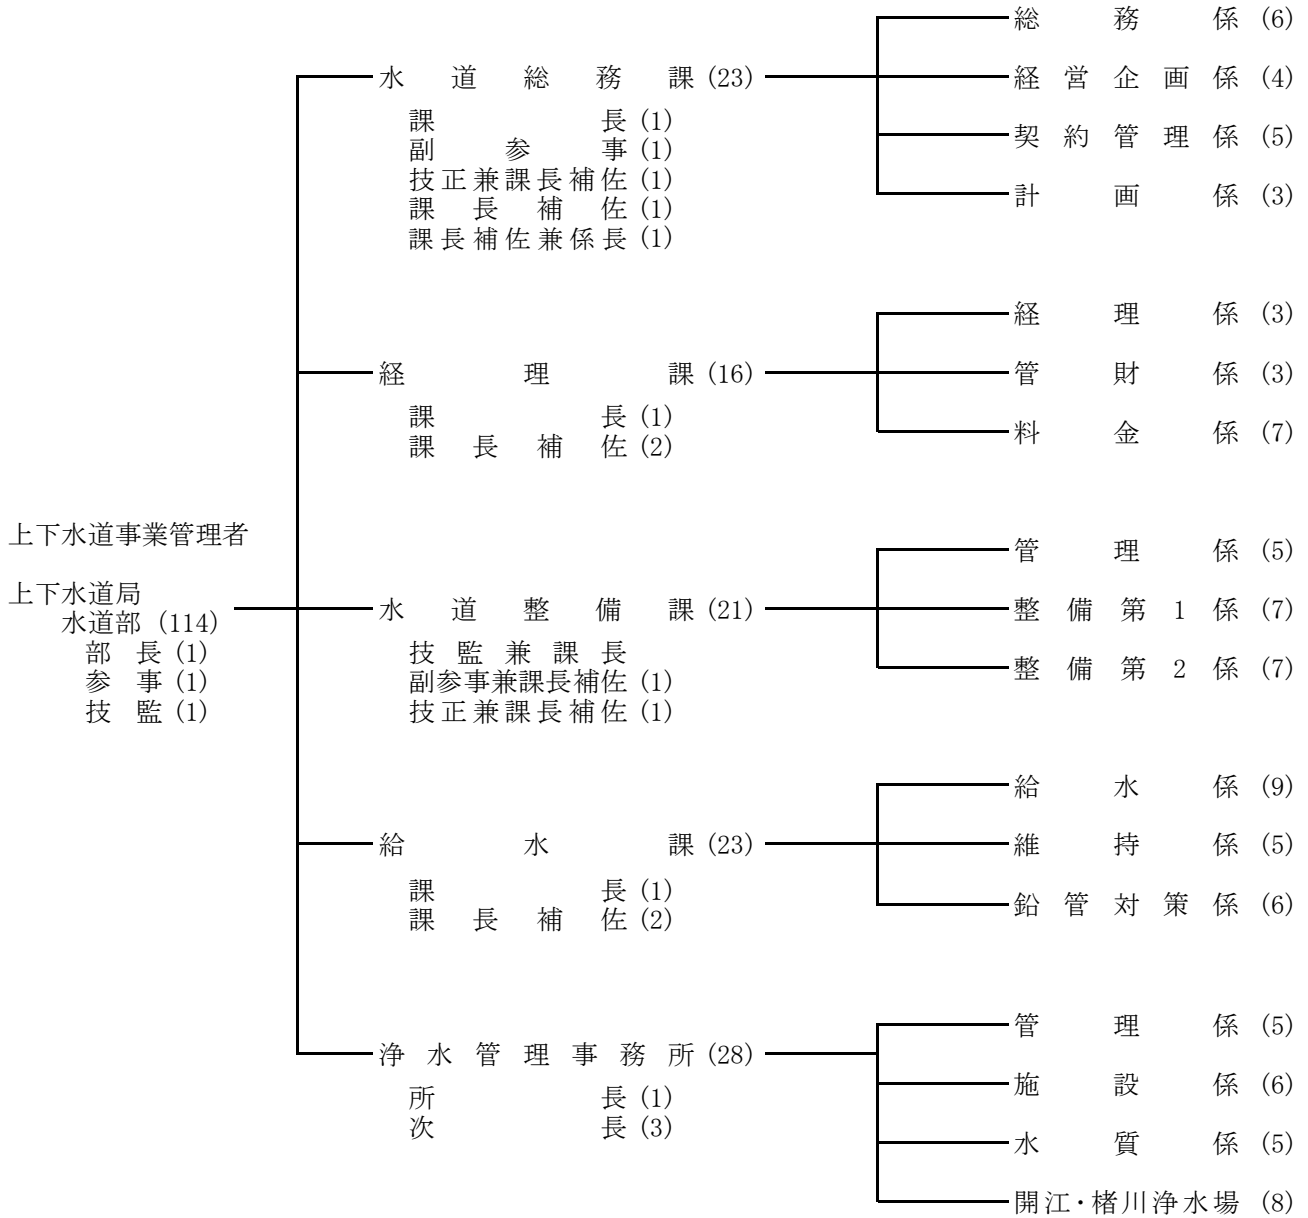 上下水道事業管理者
上下水道局
水道部 (114)
部長 (1)
参事 (1)
技監 (1)
水道総務課 (23)
課長 (1)
副参事 (1)
技正兼課長補佐 (1)
課長補佐 (1)
課長補佐兼係長 (1)
総務係 (6)
経営企画係 (4)
契約管理係 (5)
計画係 (3)
経理課 (16)
課長 (1)
課長補佐 (2)
経理係 (3)
管財係 (3)
料金係 (7)
水道整備課 (21)
技監兼課長
副参事兼課長補佐 (1)
技正兼課長補佐 (1)
管理係 (5)
整備第1係 (7)
整備第2係 (7)
給水課 (23)
課長 (1)
課長補佐 (2)
給水係 (9)
維持係 (5)
鉛管対策係 (6)
浄水管理事務所 (28)
所長 (1)
次長 (3)
管理係 (5)
施設係 (6)
水質係 (5)
開江・楮川浄水場 (8)